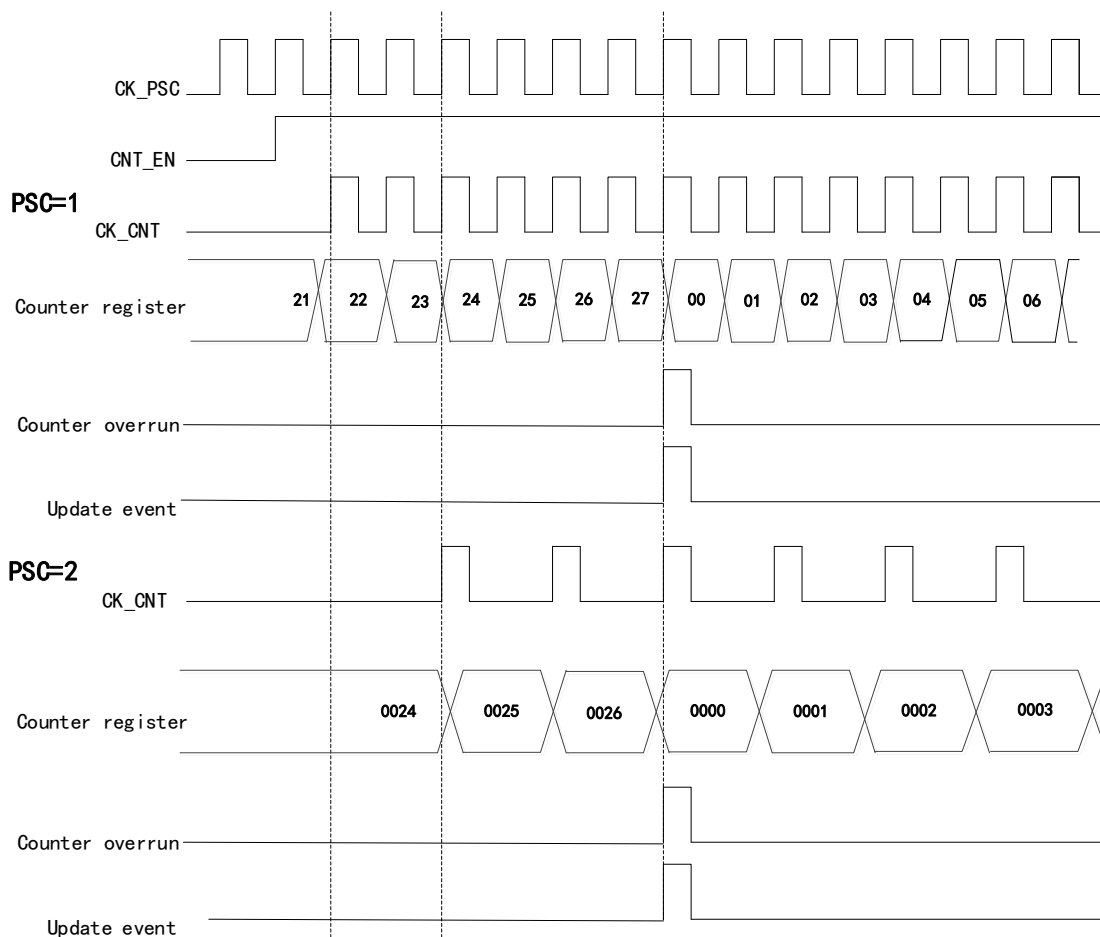 CK_PSC
CNT_EN
PSC=1
CK_CNT
Counter register 21 22 23 24 25 26 27 00 01 02 03 04 05 06
Counter overrun
Update event
PSC=2
CK_CNT
Counter register 0024 0025 0026 0000 0001 0002 0003
Counter overrun
Update event